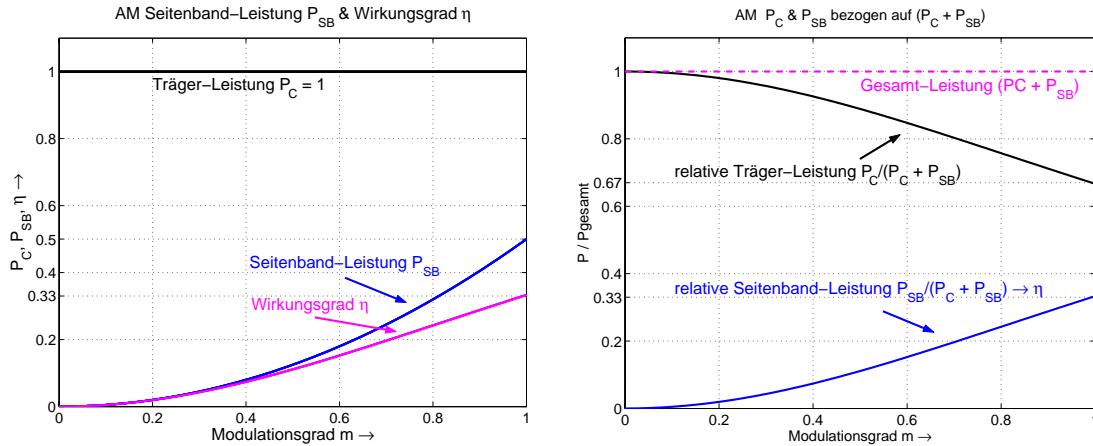 AM Seitenband–Leistung P_SB & Wirkungsgrad η
P_C, P_SB, η →
1
0.8
0.6
0.5
0.4
0.33
0.2
0
Träger–Leistung P_C = 1
Seitenband–Leistung P_SB
Wirkungsgrad η
0 0.2 0.4 0.6 0.8 1
Modulationsgrad m →
AM P_C & P_SB bezogen auf (P_C + P_SB)
P / Pgesamt
1
0.8
0.67
0.6
0.4
0.33
0.2
0
Gesamt–Leistung (PC + P_SB)
relative Träger–Leistung P_C/(P_C + P_SB)
relative Seitenband–Leistung P_SB/(P_C + P_SB) → η
0 0.2 0.4 0.6 0.8 1
Modulationsgrad m →